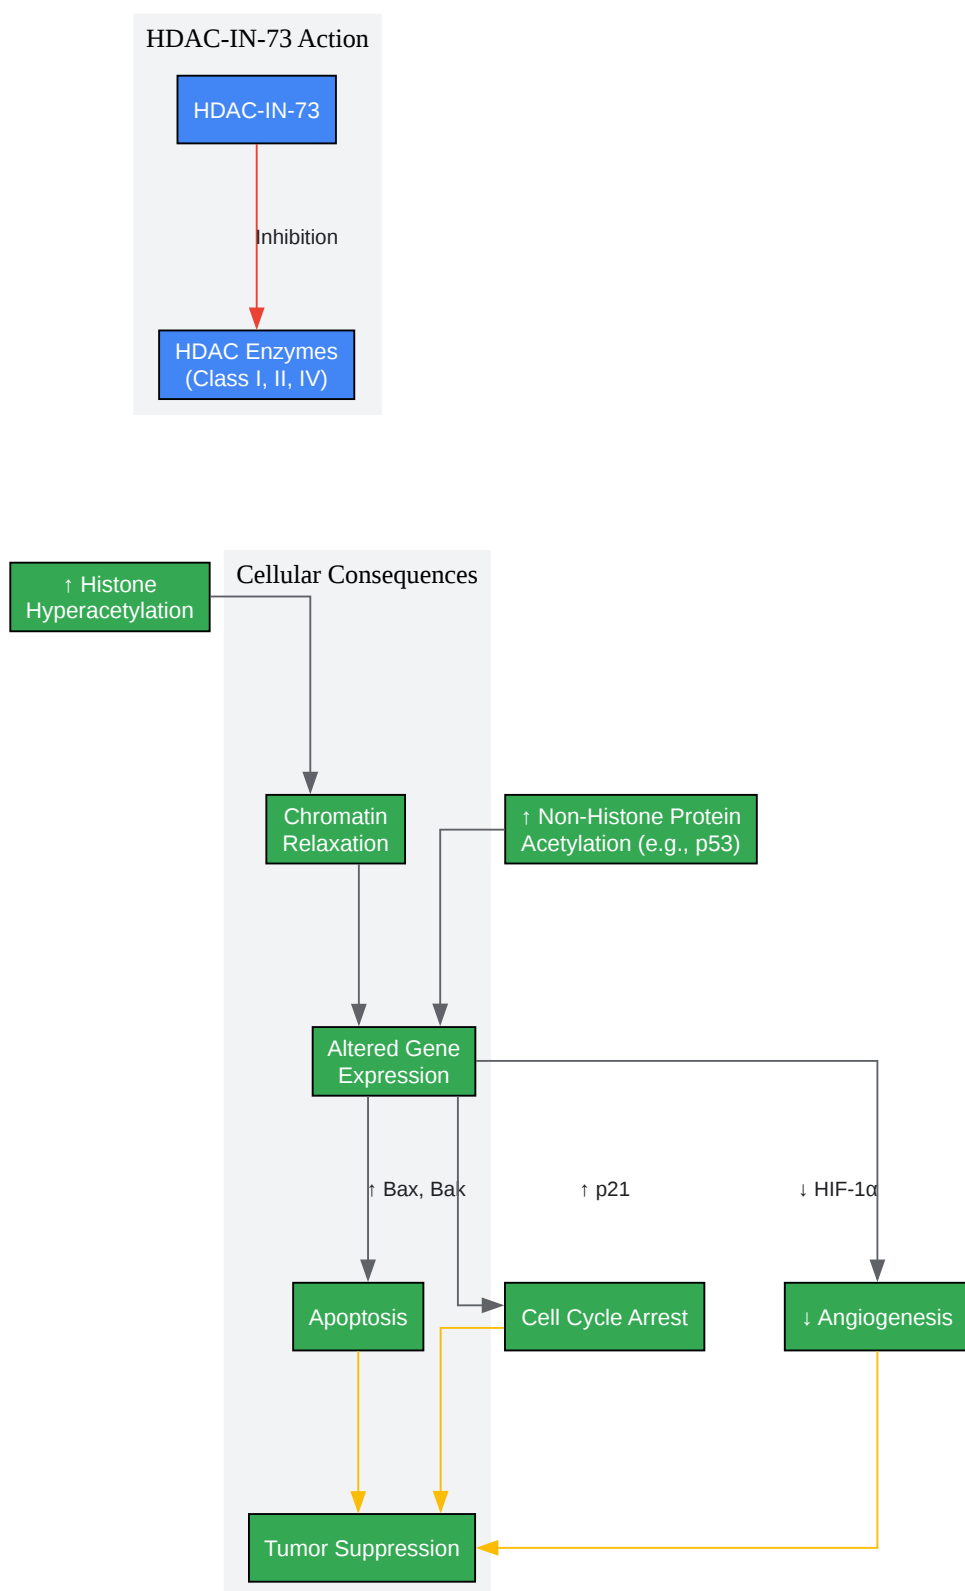 HDAC-IN-73 Action
HDAC-IN-73
Inhibition
HDAC Enzymes
(Class I, II, IV)
↑ Histone
Hyperacetylation
Cellular Consequences
Chromatin
Relaxation
↑ Non-Histone Protein
Acetylation (e.g., p53)
Altered Gene
Expression
↑ Bax, Bak
↑ p21
↓ HIF-1α
Apoptosis
Cell Cycle Arrest
↓ Angiogenesis
Tumor Suppression